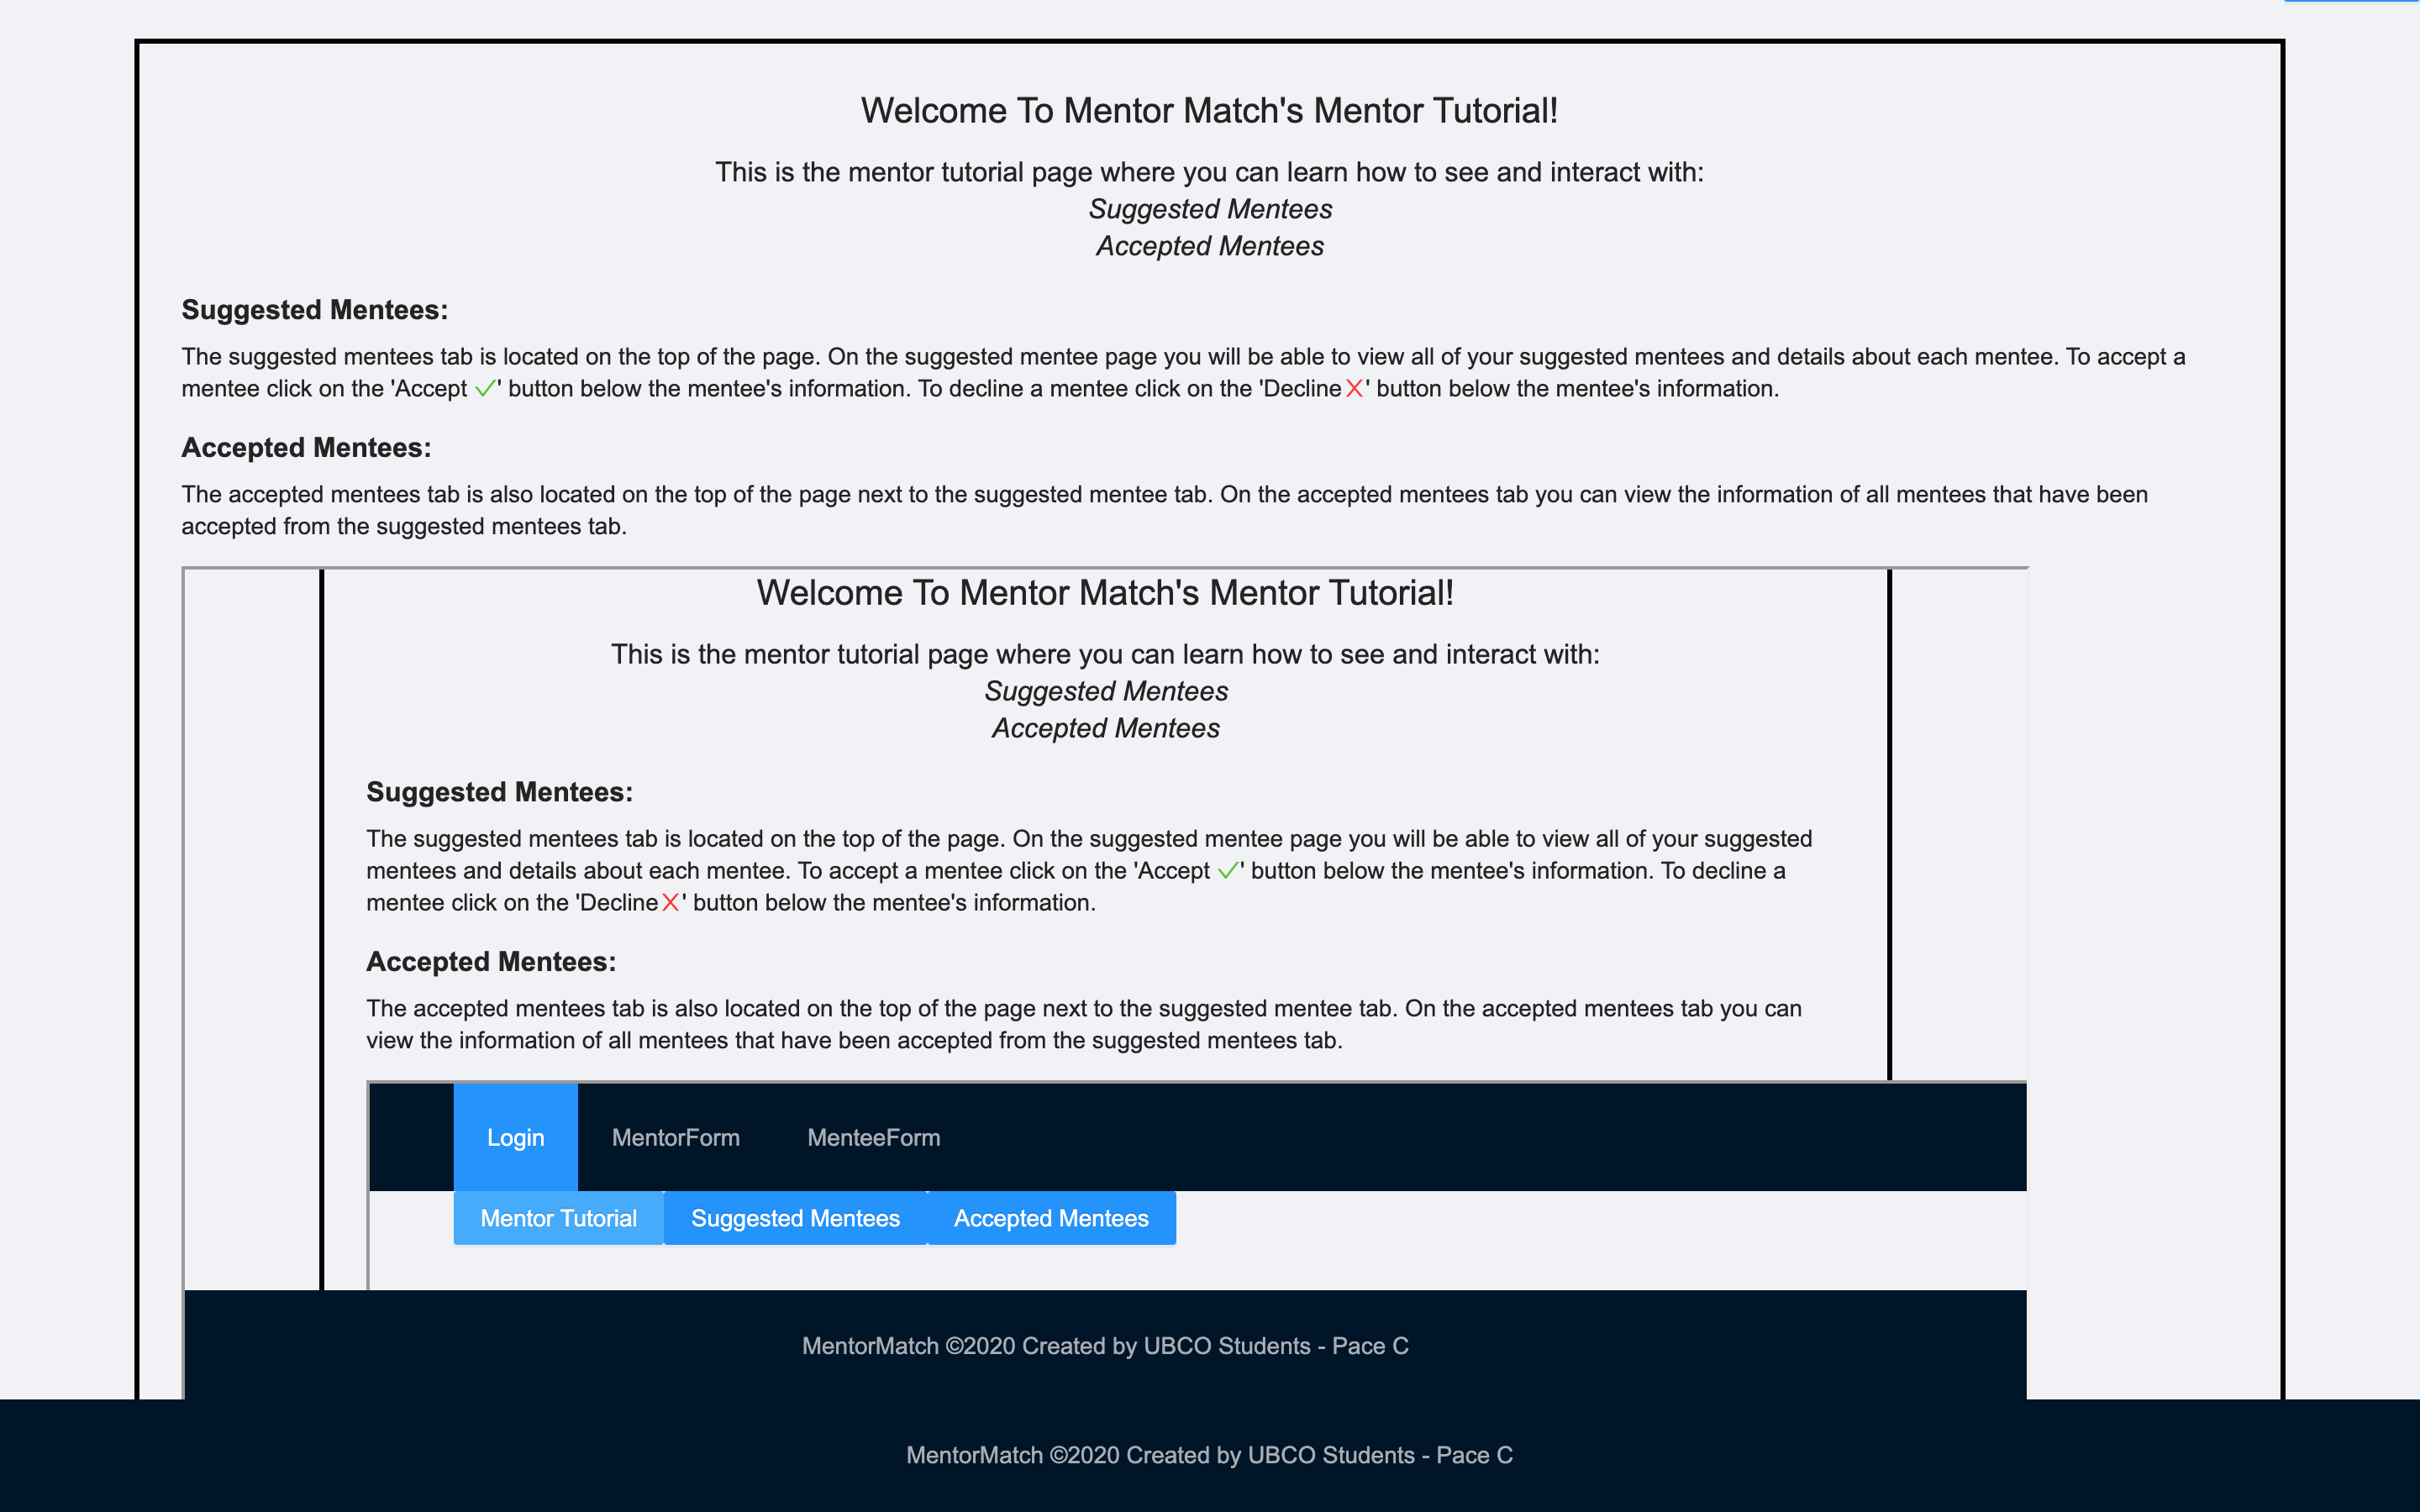 Welcome To Mentor Match's Mentor Tutorial!
This is the mentor tutorial page where you can learn how to see and interact with:
Suggested Mentees
Accepted Mentees
Suggested Mentees:
The suggested mentees tab is located on the top of the page. On the suggested mentee page you will be able to view all of your suggested mentees and details about each mentee. To accept a
mentee click on the 'Accept ✓' button below the mentee's information. To decline a mentee click on the 'Decline X' button below the mentee's information.
Accepted Mentees:
The accepted mentees tab is also located on the top of the page next to the suggested mentee tab. On the accepted mentees tab you can view the information of all mentees that have been
accepted from the suggested mentees tab.
Welcome To Mentor Match's Mentor Tutorial!
This is the mentor tutorial page where you can learn how to see and interact with:
Suggested Mentees
Accepted Mentees
Suggested Mentees:
The suggested mentees tab is located on the top of the page. On the suggested mentee page you will be able to view all of your suggested
mentees and details about each mentee. To accept a mentee click on the 'Accept ✓' button below the mentee's information. To decline a
mentee click on the 'Decline X' button below the mentee's information.
Accepted Mentees:
The accepted mentees tab is also located on the top of the page next to the suggested mentee tab. On the accepted mentees tab you can
view the information of all mentees that have been accepted from the suggested mentees tab.
Login MentorForm MenteeForm
Mentor Tutorial Suggested Mentees Accepted Mentees
MentorMatch ©2020 Created by UBCO Students - Pace C
MentorMatch ©2020 Created by UBCO Students - Pace C